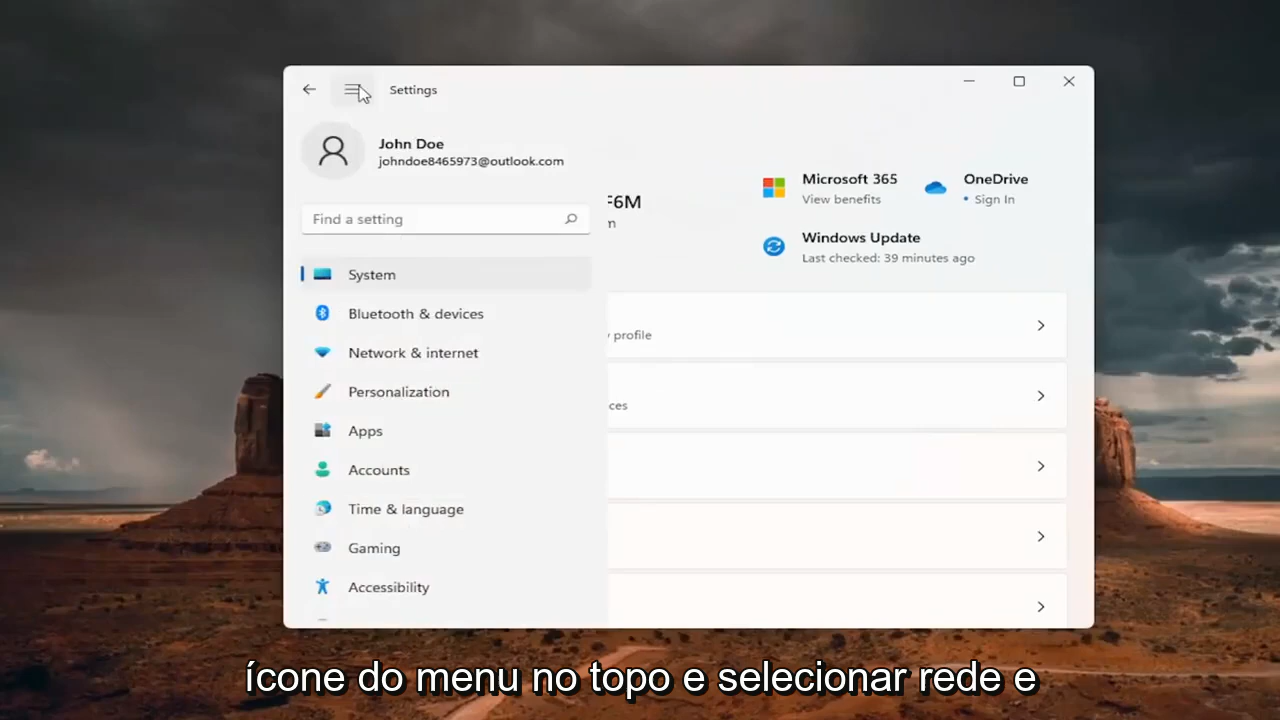 Settings
John Doe
johndoe8465973@outlook.com
Find a setting
System
Bluetooth & devices
Network & internet
Personalization
Apps
Accounts
Time & language
Gaming
Accessibility
F6M
Microsoft 365
View benefits
OneDrive
• Sign In
Windows Update
Last checked: 39 minutes ago
profile
ces
ícone do menu no topo e selecionar rede e